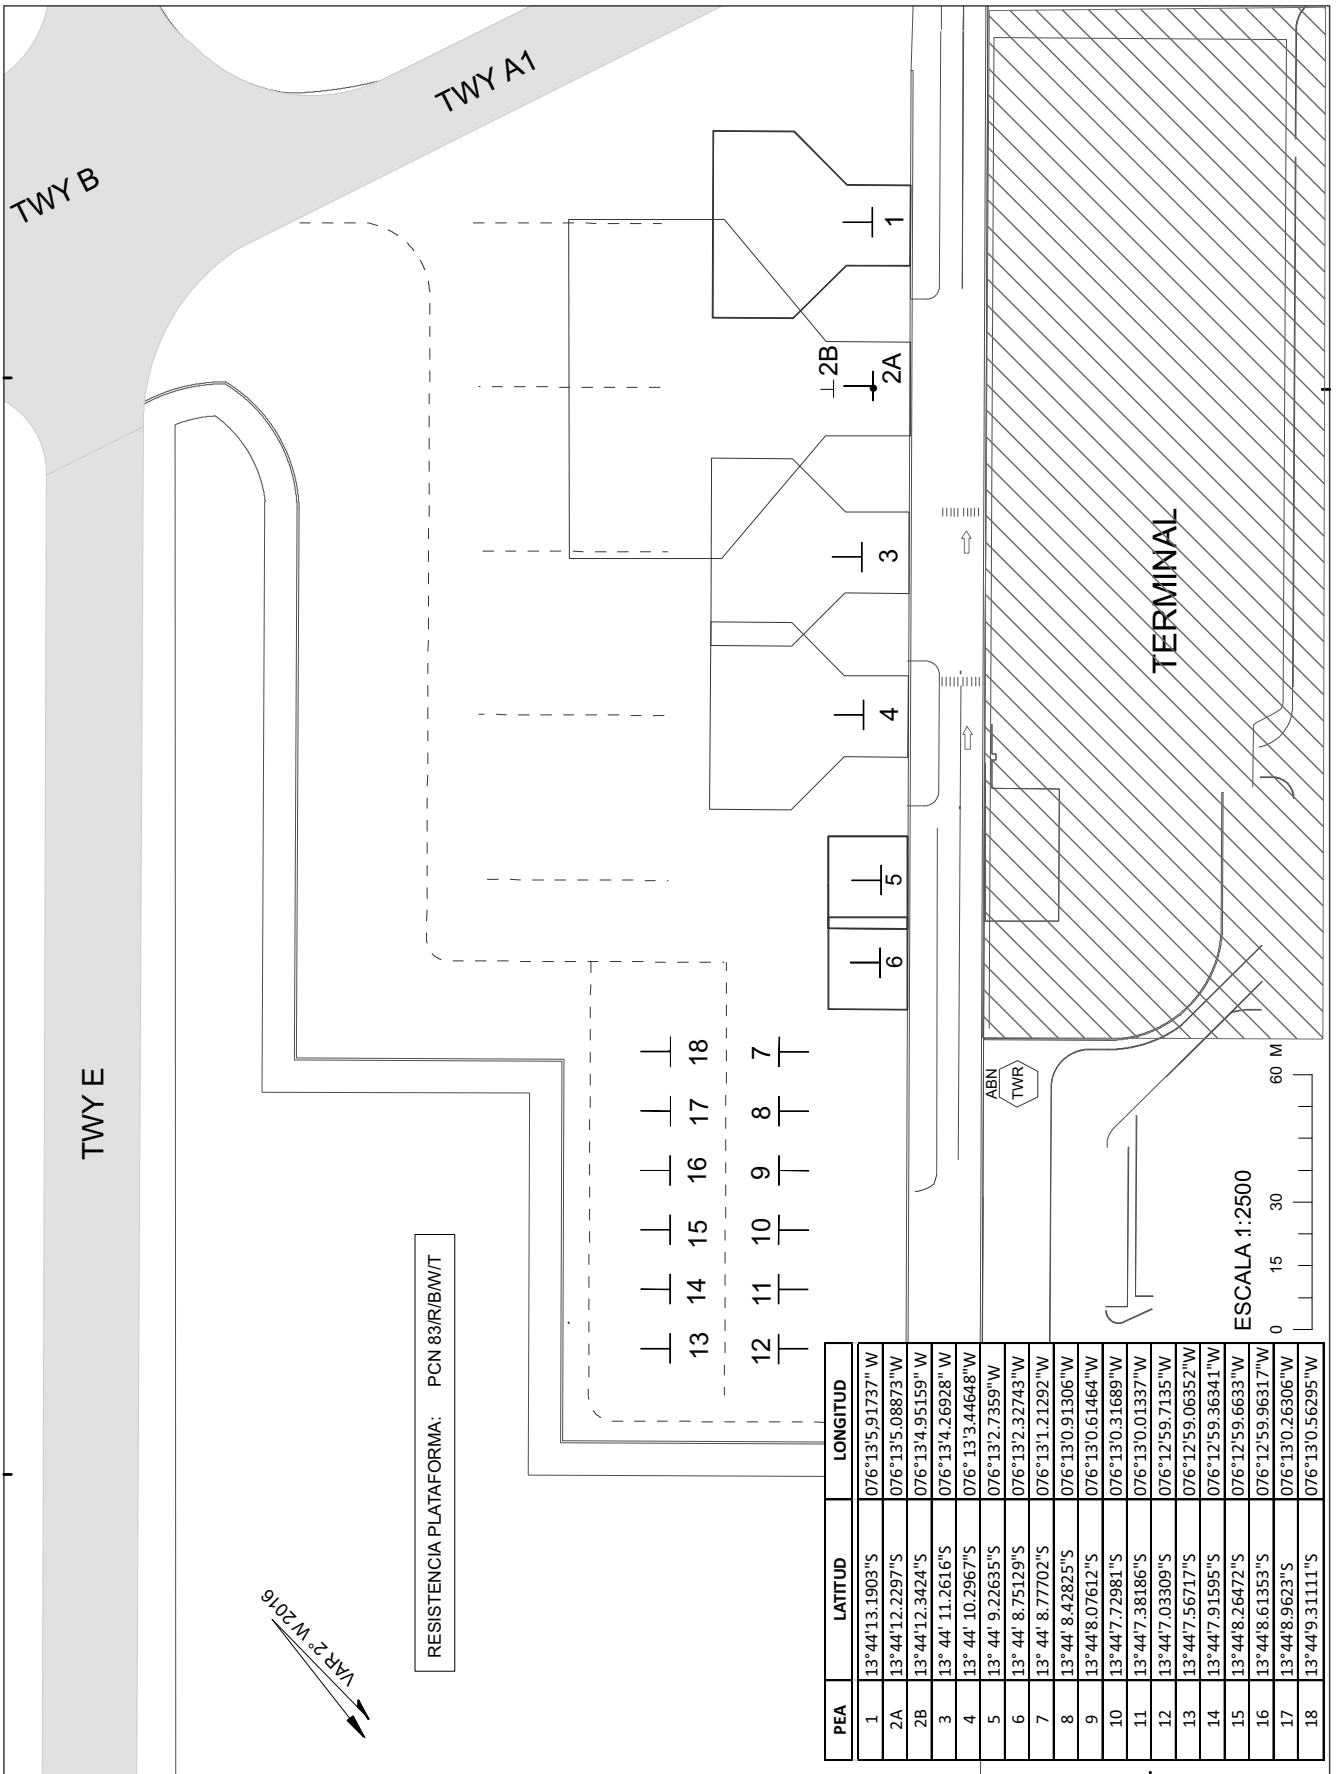 TWY B
TWY A1
TWY E
1
2B
2A
3
4
5
6
18
17
16
15
14
13
7
8
9
10
11
12
TERMINAL
ABN
TWR
RESISTENCIA PLATAFORMA: PCN 83/R/B/W/T
VAR 2° W 2016
ESCALA 1:2500
0 15 30 60 M
PEA LATITUD LONGITUD
1 13°44'13.1903"S 076°13'5,91737" W
2A 13°44'12.2297"S 076°13'5.08873"W
2B 13°44'12.3424"S 076°13'4.95159" W
3 13° 44' 11.2616"S 076°13'4.26928" W
4 13° 44' 10.2967"S 076° 13'3.44648"W
5 13° 44' 9.22635"S 076°13'2.7359"W
6 13° 44' 8.75129"S 076°13'2.32743"W
7 13° 44' 8.77702"S 076°13'1.21292"W
8 13°44' 8.42825"S 076°13'0.91306"W
9 13°44'8.07612"S 076°13'0.61464"W
10 13°44'7.72981"S 076°13'0.31689"W
11 13°44'7.38186"S 076°13'0.01337"W
12 13°44'7.03309"S 076°12'59.7135"W
13 13°44'7.56717"S 076°12'59.06352"W
14 13°44'7.91595"S 076°12'59.36341"W
15 13°44'8.26472"S 076°12'59.6633"W
16 13°44'8.61353"S 076°12'59.96317"W
17 13°44'8.9623"S 076°13'0.26306"W
18 13°44'9.31111"S 076°13'0.56295"W